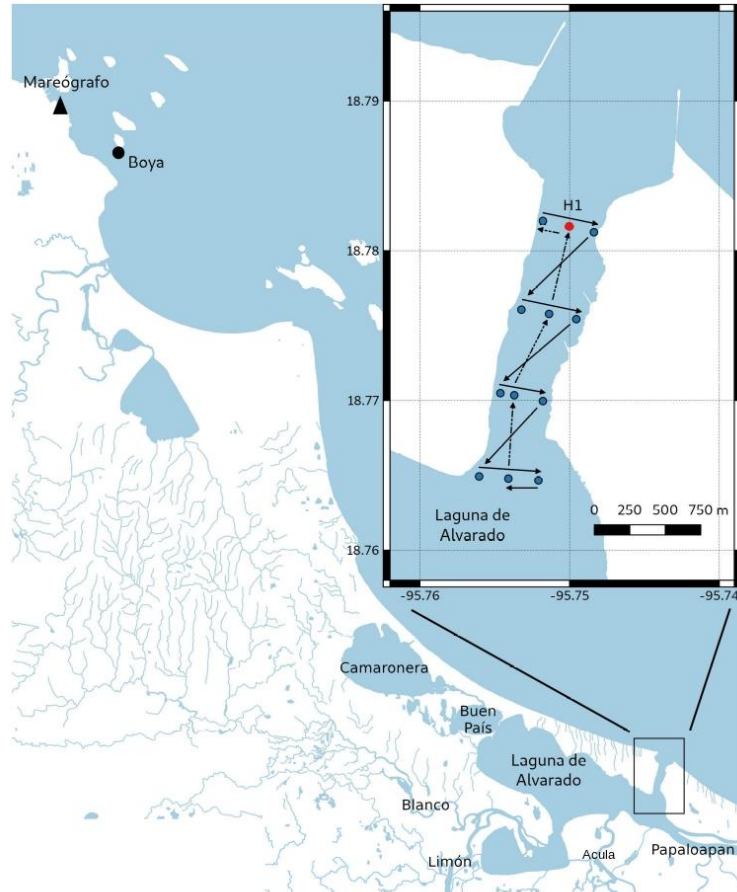 Mareógrafo
Boya
18.79
H1
18.78
18.77
Laguna de
Alvarado
0 250 500 750 m
18.76
-95.76 -95.75 -95.74
Camaronera
Buen
País
Laguna de
Alvarado
Blanco
Limón
Acula
Papaloapan